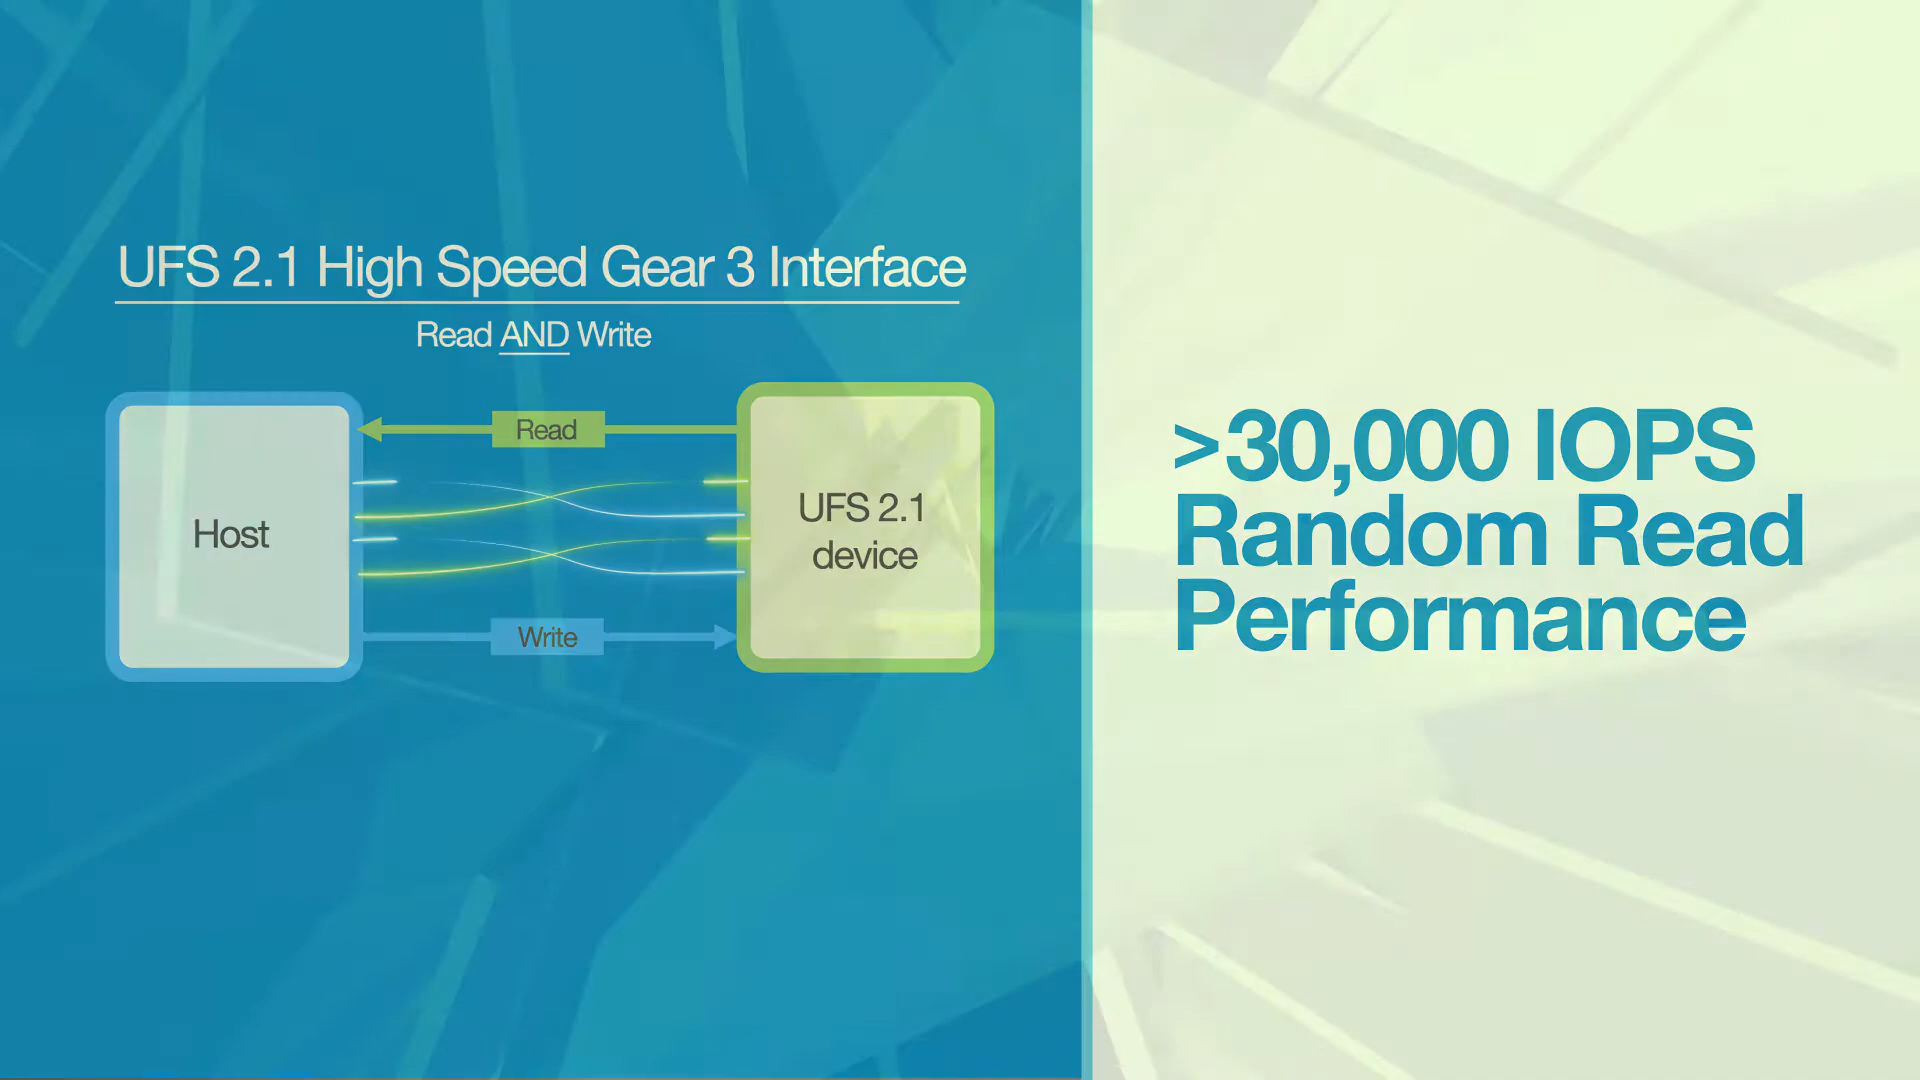 UFS 2.1 High Speed Gear 3 Interface
Read AND Write
Read
Host
UFS 2.1
device
Write
>30,000 IOPS
Random Read
Performance